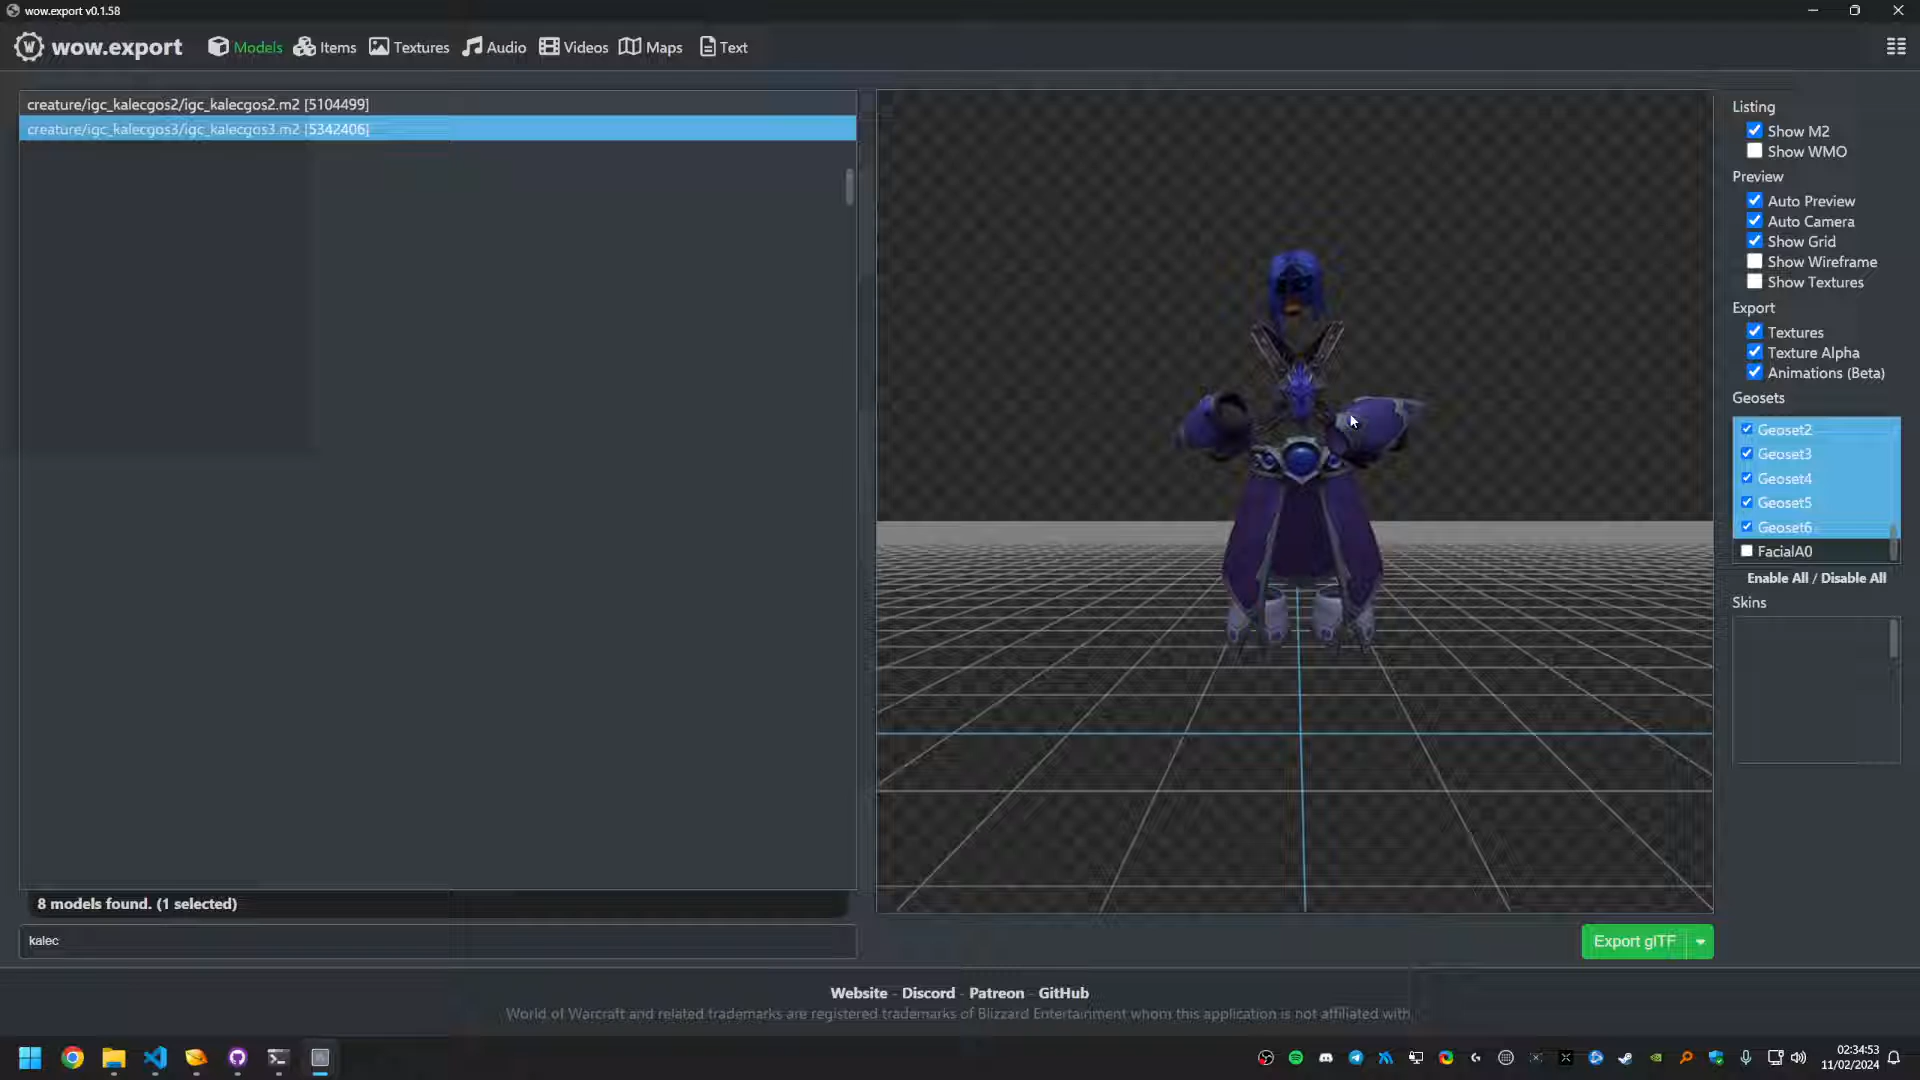 wow.export v0.1.58
wow.export Models Items Textures Audio Videos Maps Text
creature/igc_kalecgos2/igc_kalecgos2.m2 [5104499]
creature/igc_kalecgos3/igc_kalecgos3.m2 [5342406]
8 models found. (1 selected)
kalec
Listing
Show M2
Show WMO
Preview
Auto Preview
Auto Camera
Show Grid
Show Wireframe
Show Textures
Export
Textures
Texture Alpha
Animations (Beta)
Geosets
Geoset2
Geoset3
Geoset4
Geoset5
Geoset6
FacialA0
Enable All / Disable All
Skins
Export glTF
Website - Discord - Patreon - GitHub
World of Warcraft and related trademarks are registered trademarks of Blizzard Entertainment whom this application is not affiliated with.
02:34:53
11/02/2024